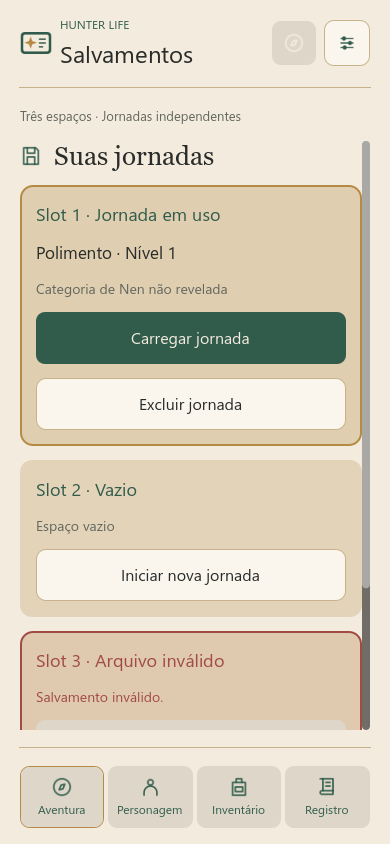 HUNTER LIFE
Salvamentos
Três espaços · Jornadas independentes
Suas jornadas
Slot 1 · Jornada em uso
Polimento · Nível 1
Categoria de Nen não revelada
Carregar jornada
Excluir jornada
Slot 2 · Vazio
Espaço vazio
Iniciar nova jornada
Slot 3 · Arquivo inválido
Salvamento inválido.
Aventura
Personagem
Inventário
Registro